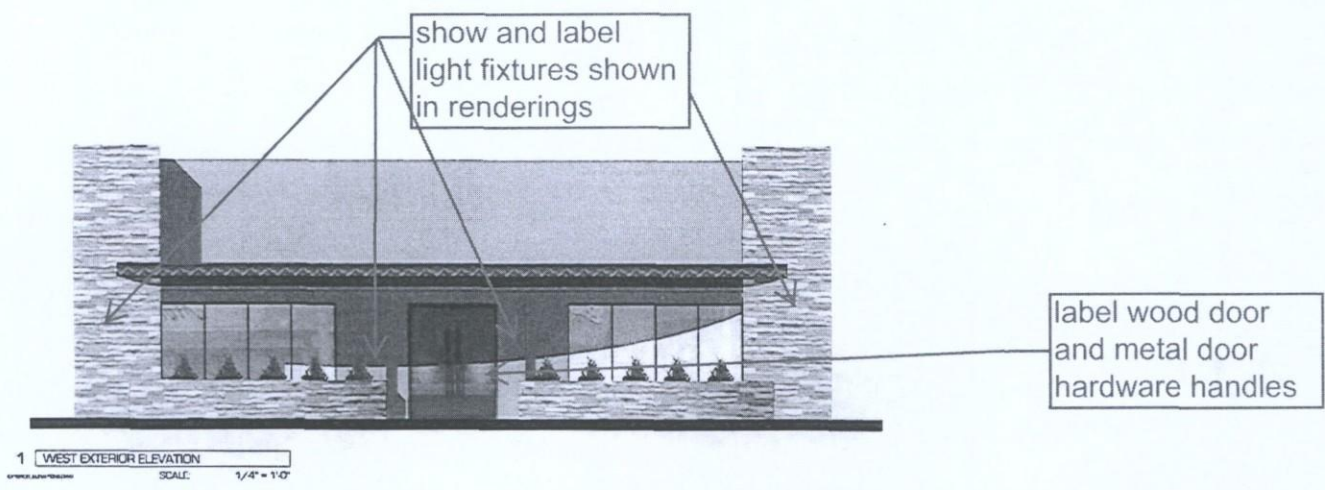 show and label
light fixtures shown
in renderings
label wood door
and metal door
hardware handles
1 WEST EXTERIOR ELEVATION
SCALE: 1/4" = 1'-0"